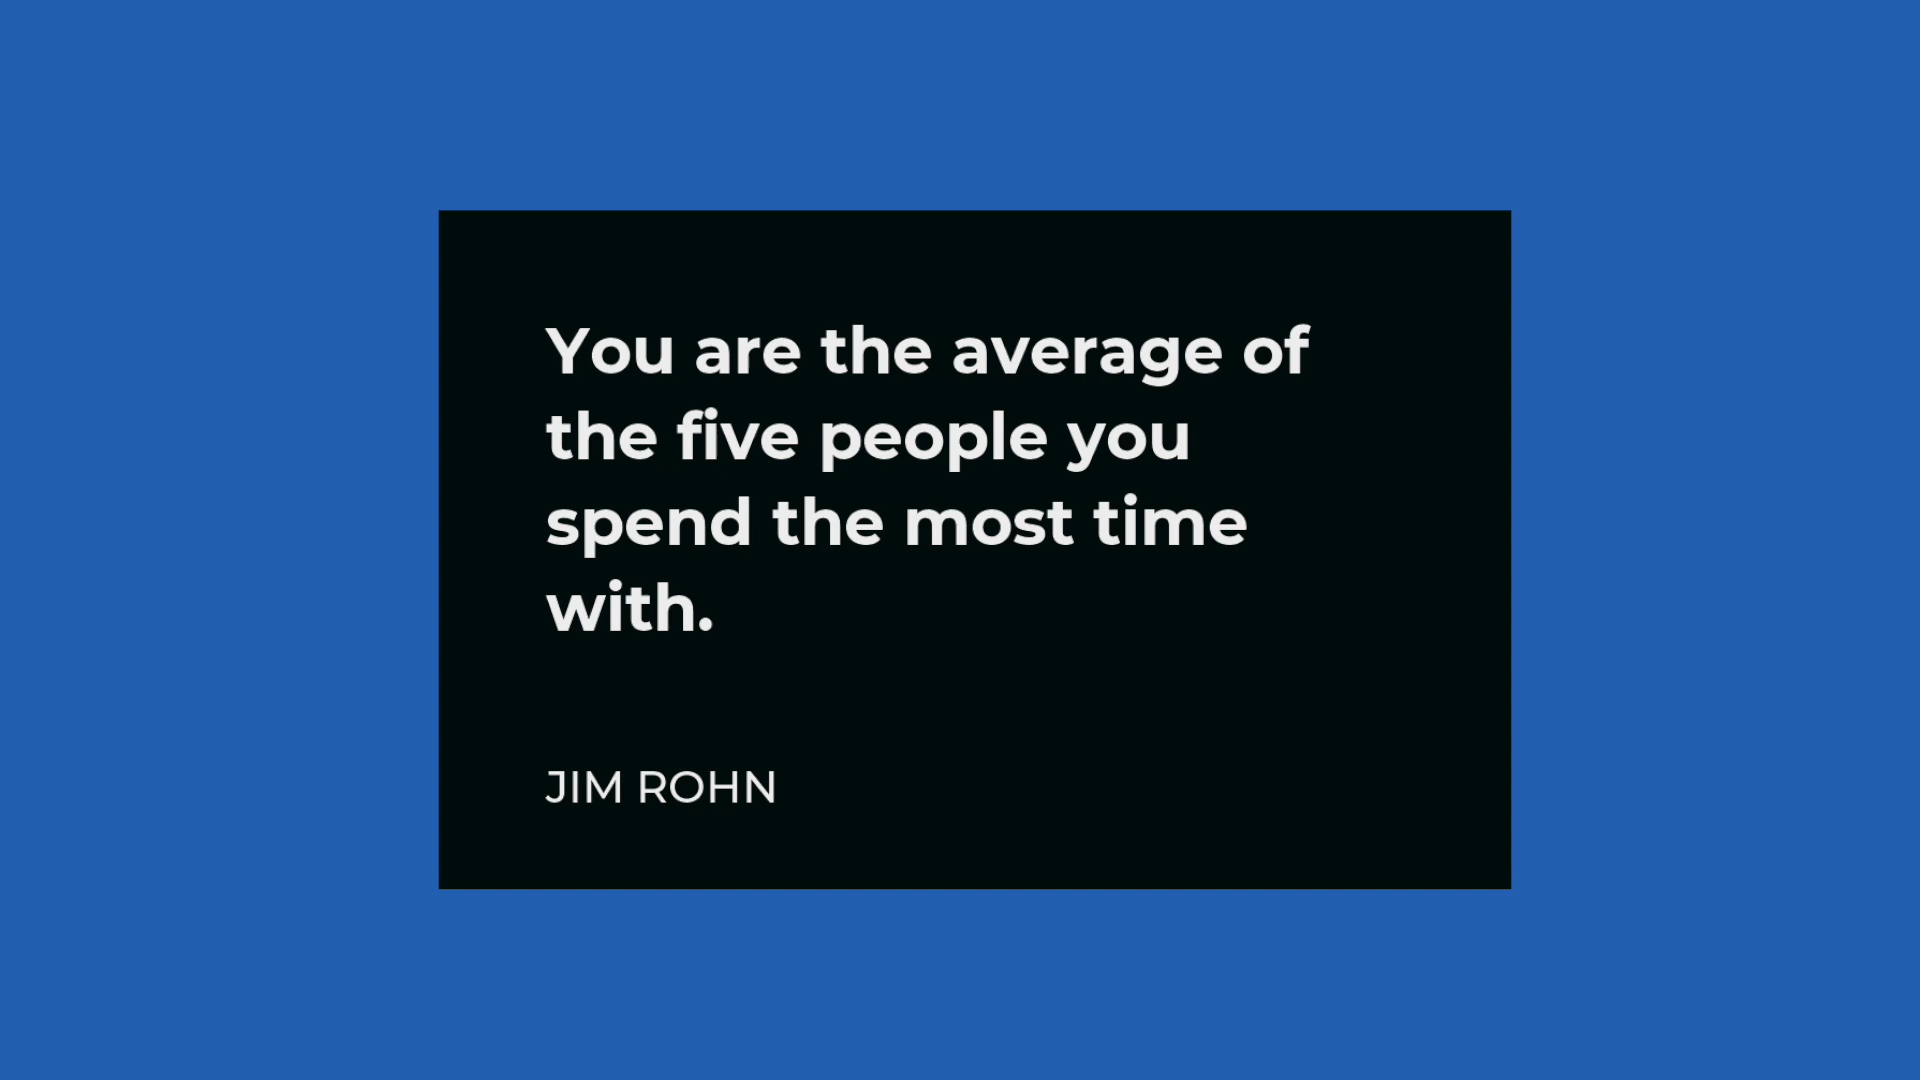 You are the average of
the five people you
spend the most time
with.
JIM ROHN